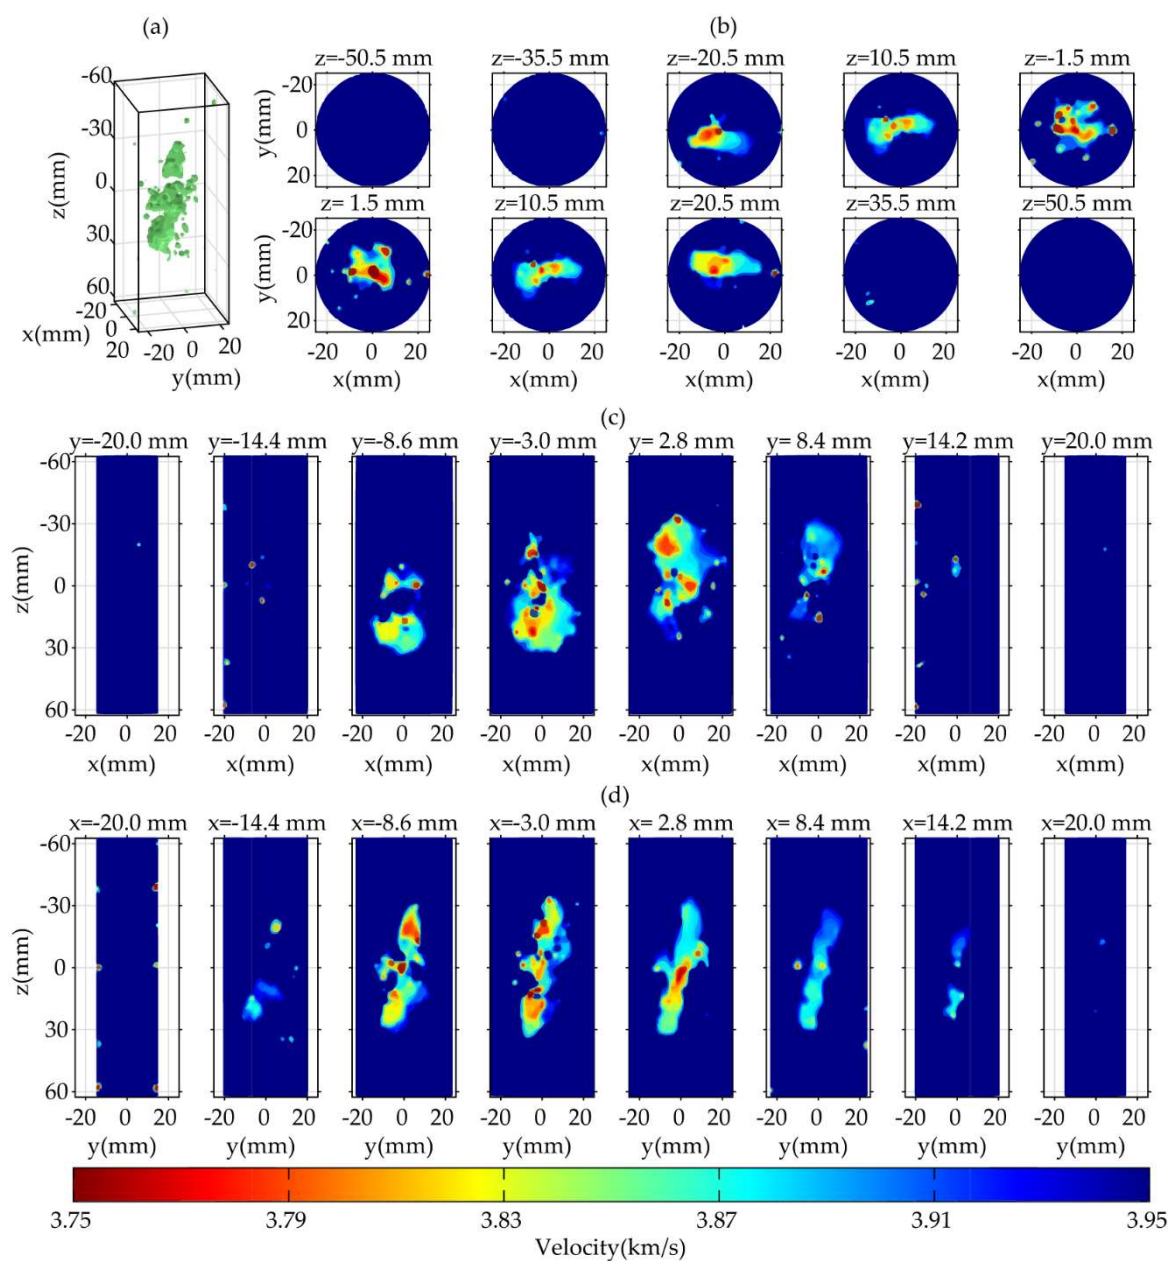 (a)
(b)
z=-50.5 mm z=-35.5 mm z=-20.5 mm z=10.5 mm z=-1.5 mm
-60
-30
0
30
60
z(mm)
-20
0
20
x(mm)
-20 0 20
y(mm)
-20
0
20
y(mm)
z= 1.5 mm z=10.5 mm z=20.5 mm z=35.5 mm z=50.5 mm
-20
0
20
y(mm)
-20 0 20 -20 0 20 -20 0 20 -20 0 20 -20 0 20
x(mm) x(mm) x(mm) x(mm) x(mm)
(c)
y=-20.0 mm y=-14.4 mm y=-8.6 mm y=-3.0 mm y= 2.8 mm y= 8.4 mm y=14.2 mm y=20.0 mm
-60
-30
0
30
60
z(mm)
-20 0 20 -20 0 20 -20 0 20 -20 0 20 -20 0 20 -20 0 20 -20 0 20 -20 0 20
x(mm) x(mm) x(mm) x(mm) x(mm) x(mm) x(mm) x(mm)
(d)
x=-20.0 mm x=-14.4 mm x=-8.6 mm x=-3.0 mm x= 2.8 mm x= 8.4 mm x=14.2 mm x=20.0 mm
-60
-30
0
30
60
z(mm)
-20 0 20 -20 0 20 -20 0 20 -20 0 20 -20 0 20 -20 0 20 -20 0 20 -20 0 20
y(mm) y(mm) y(mm) y(mm) y(mm) y(mm) y(mm) y(mm)
3.75 3.79 3.83 3.87 3.91 3.95
Velocity(km/s)